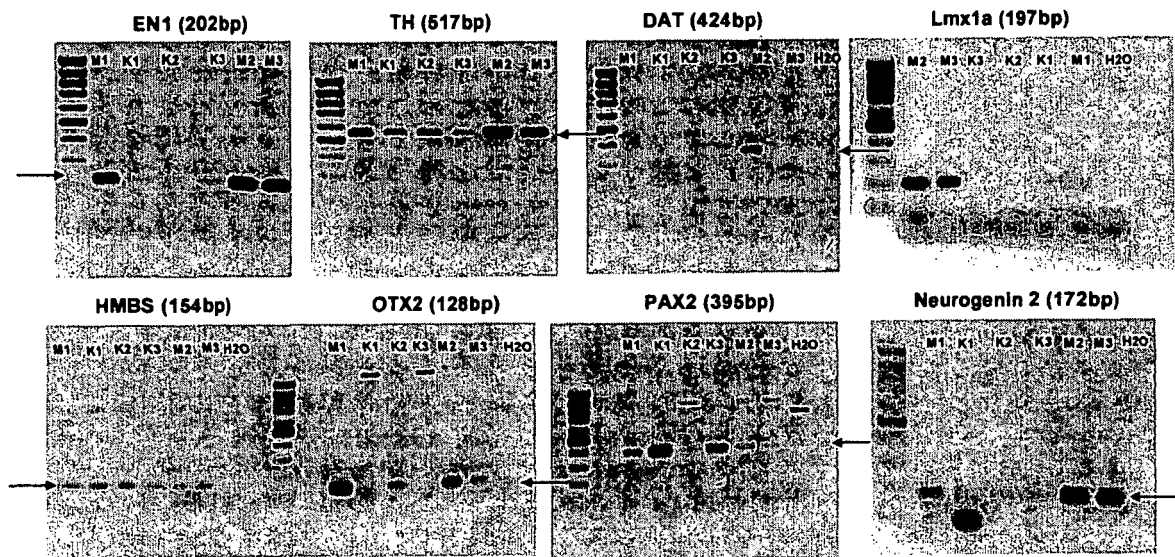 EN1 (202bp)
TH (517bp)
DAT (424bp)
Lmx1a (197bp)
M1 K1 K2 K3 M2 M3
M1 K1 K2 K3 M2 M3
M1 K1 K2 K3 M2 M3 H2O
M2 M3 K3 K2 K1 M1 H2O
HMBS (154bp)
OTX2 (128bp)
PAX2 (395bp)
Neurogenin 2 (172bp)
M1 K1 K2 K3 M2 M3 H2O
M1 K1 K2 K3 M2 M3 H2O
M1 K1 K2 K3 M2 M3 H2O
M1 K1 K2 K3 M2 M3 H2O